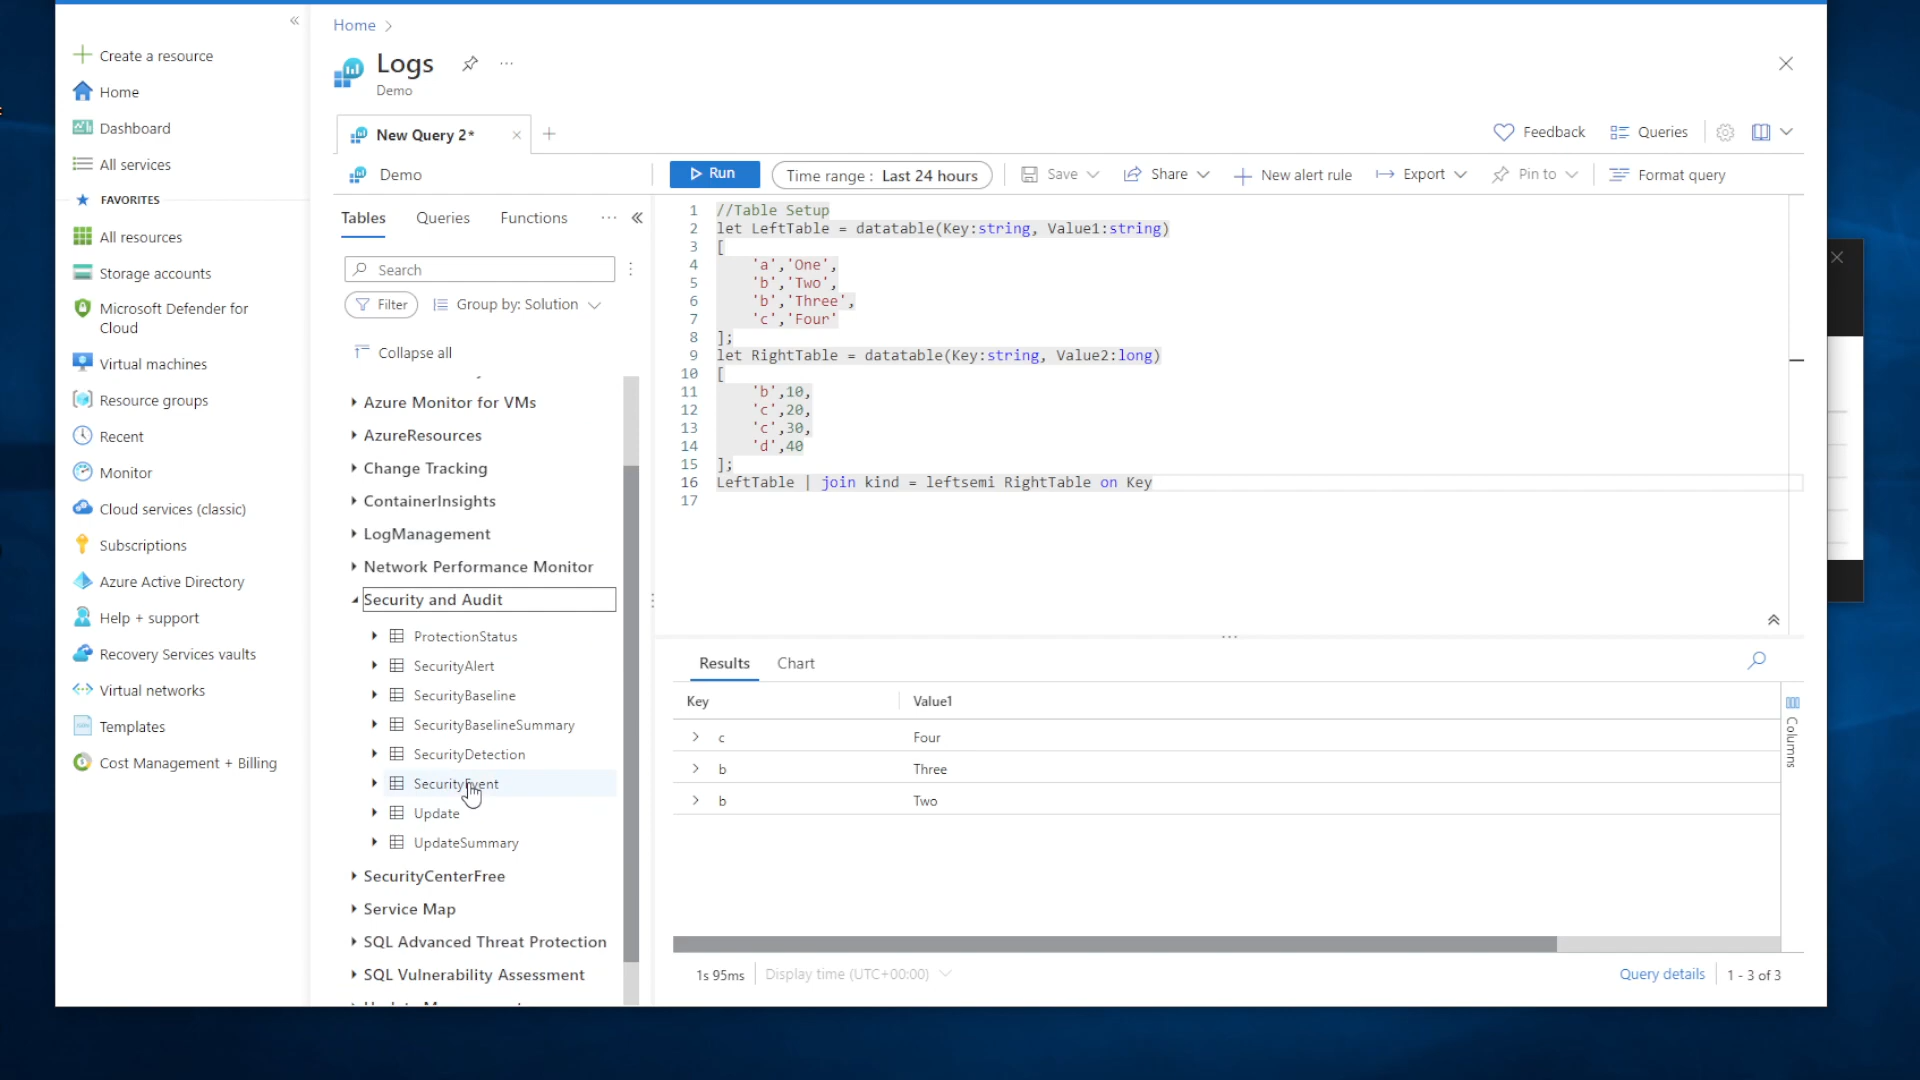 «
Home >
Create a resource
Home
Dashboard
All services
FAVORITES
All resources
Storage accounts
Microsoft Defender for
Cloud
Virtual machines
Resource groups
Recent
Monitor
Cloud services (classic)
Subscriptions
Azure Active Directory
Help + support
Recovery Services vaults
Virtual networks
Templates
Cost Management + Billing
Logs ...
Demo
New Query 2*
Feedback
Queries
Demo
Run
Time range : Last 24 hours
Save
Share
New alert rule
Export
Pin to
Format query
Tables
Queries
Functions
... «
Search
Filter
Group by: Solution
Collapse all
Azure Monitor for VMs
AzureResources
Change Tracking
ContainerInsights
LogManagement
Network Performance Monitor
Security and Audit
ProtectionStatus
SecurityAlert
SecurityBaseline
SecurityBaselineSummary
SecurityDetection
SecurityEvent
Update
UpdateSummary
SecurityCenterFree
Service Map
SQL Advanced Threat Protection
SQL Vulnerability Assessment
1 //Table Setup
2 let LeftTable = datatable(Key:string, Value1:string)
3 [
4 'a','One',
5 'b','Two',
6 'b','Three',
7 'c','Four'
8 ];
9 let RightTable = datatable(Key:string, Value2:long)
10 [
11 'b',10,
12 'c',20,
13 'c',30,
14 'd',40
15 ];
16 LeftTable | join kind = leftsemi RightTable on Key
17
Results
Chart
Key Value1
c Four
b Three
b Two
Columns
1s 95ms
Display time (UTC+00:00)
Query details
1 - 3 of 3